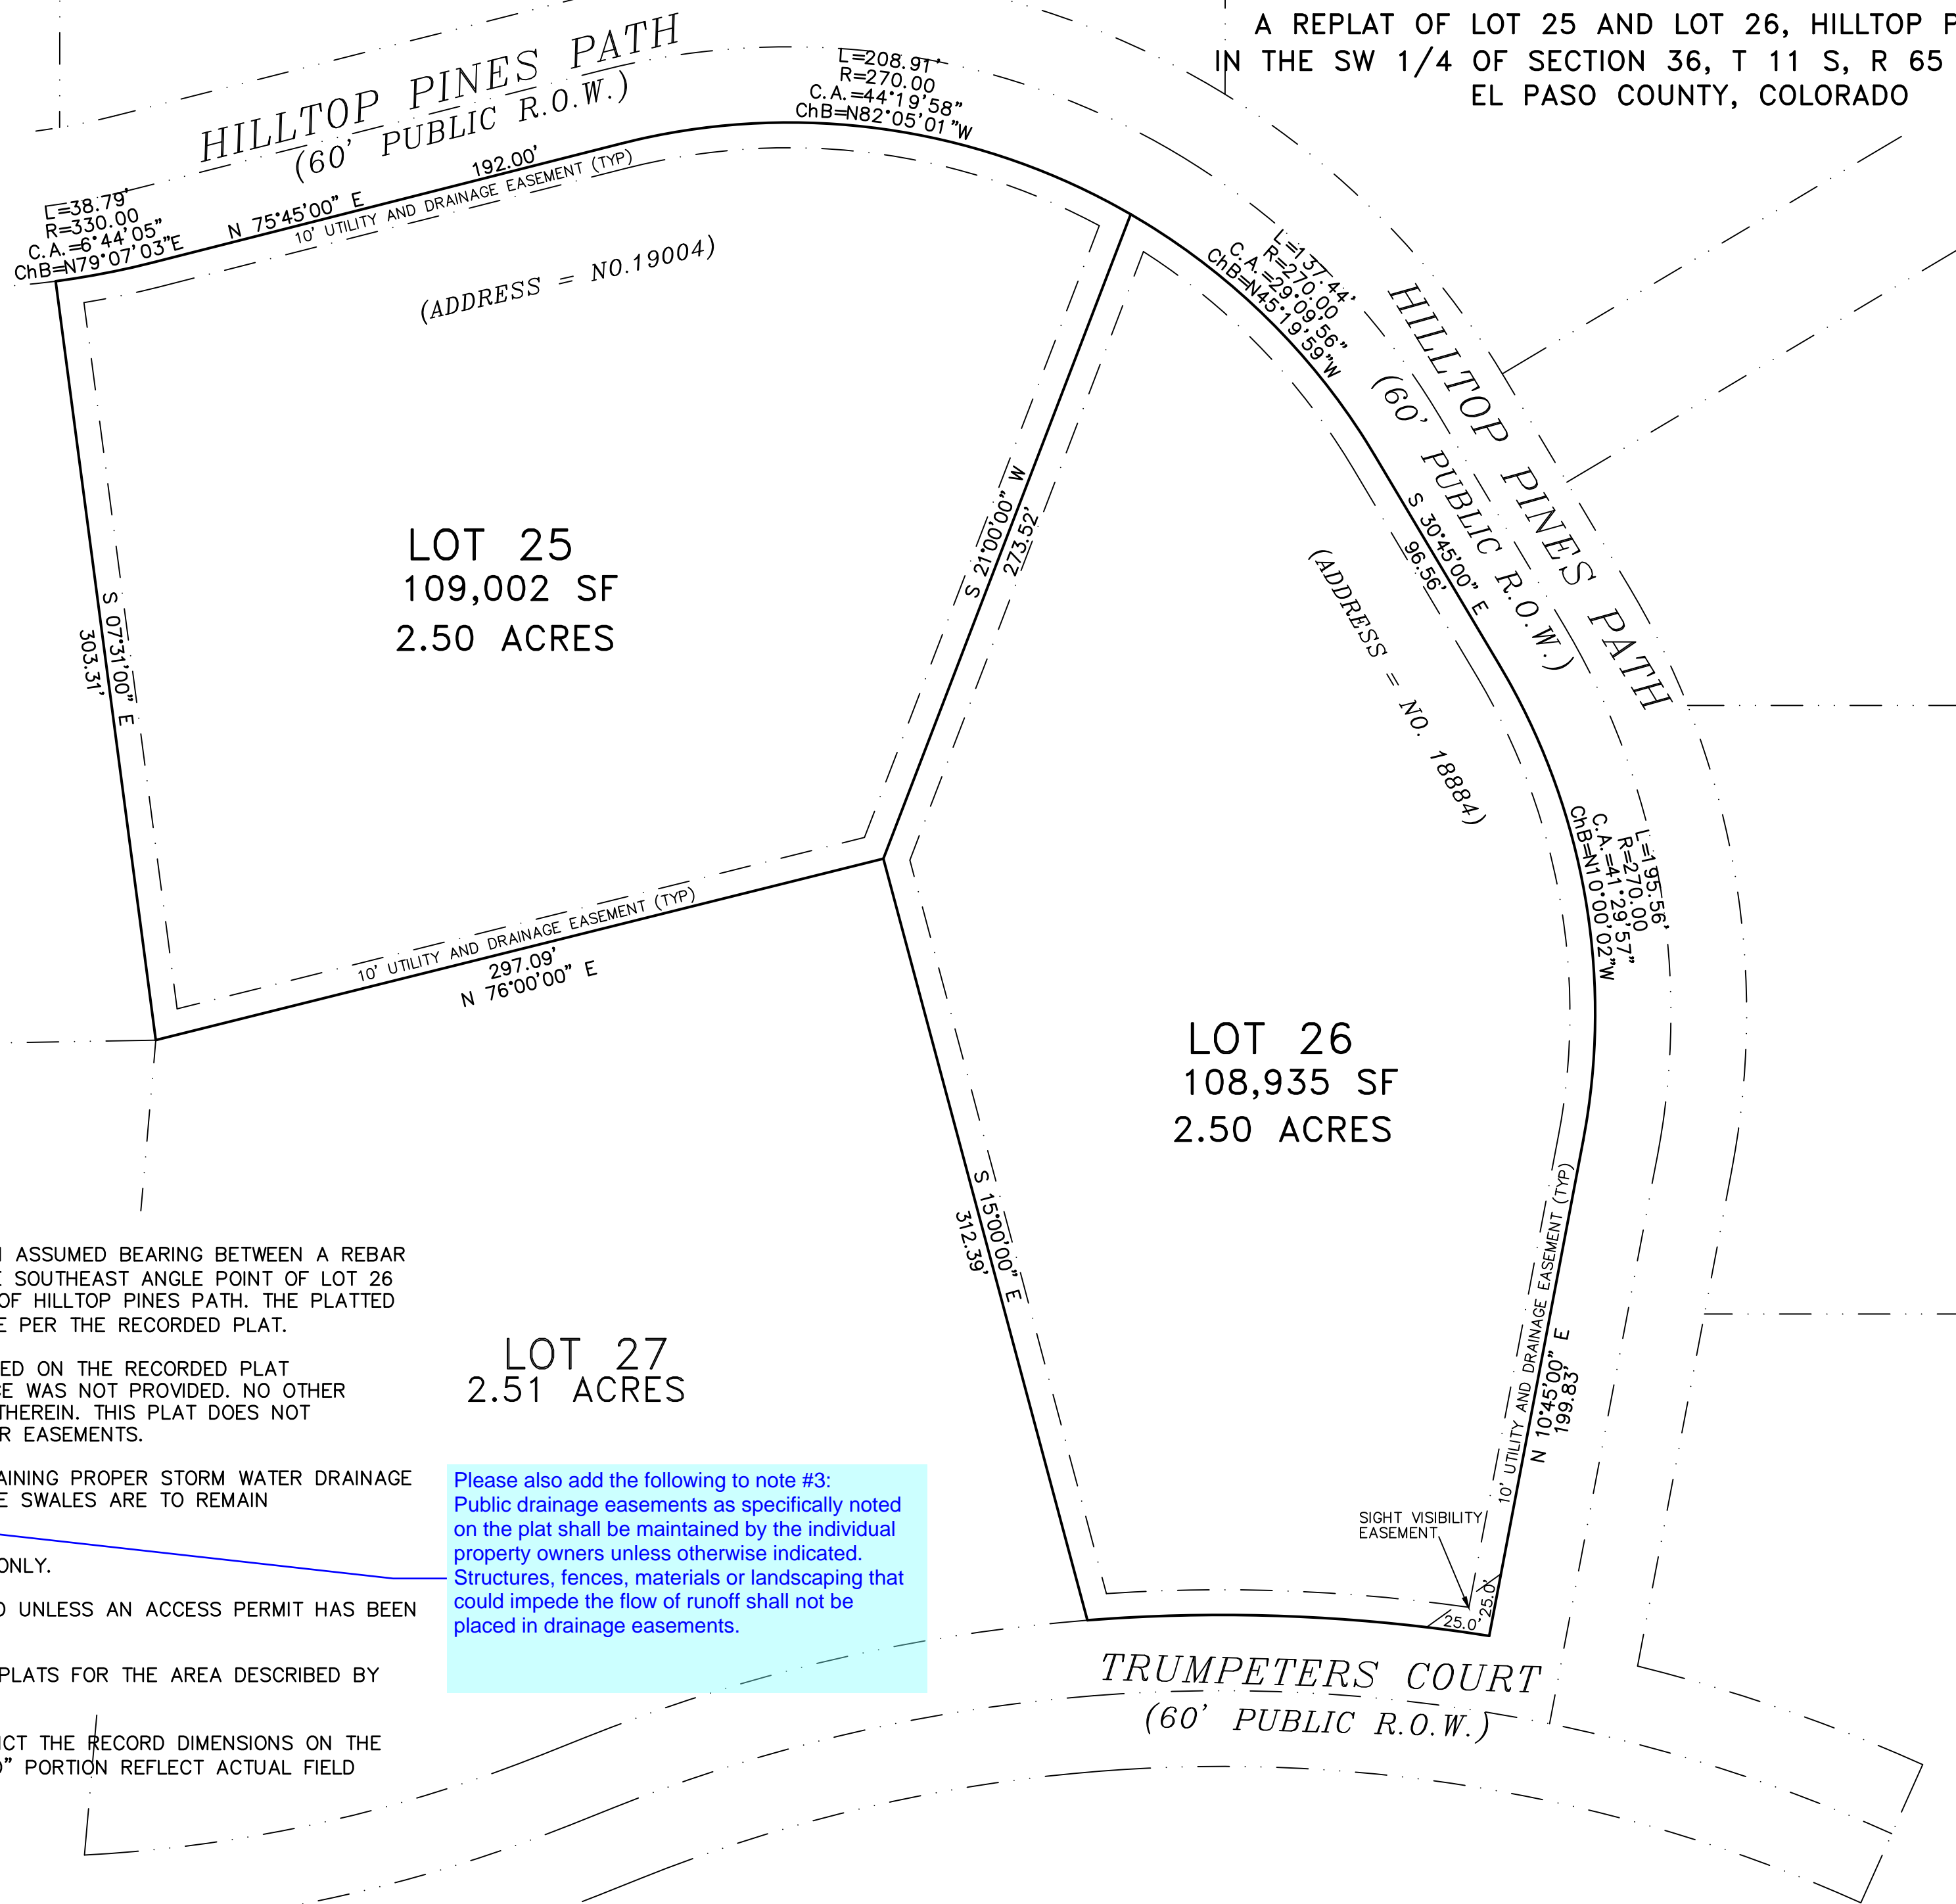 A REPLAT OF LOT 25 AND LOT 26, HILLTOP P
IN THE SW 1/4 OF SECTION 36, T 11 S, R 65
EL PASO COUNTY, COLORADO
HILLTOP PINES PATH
(60' PUBLIC R.O.W.)
L=208.91'
R=270.00
C.A.=44°19'58"
ChB=N82°05'01"W
192.00'
N 75°45'00" E
10' UTILITY AND DRAINAGE EASEMENT (TYP)
L=38.79'
R=330.00
C.A.=6°44'05"
ChB=N79°07'03"E
(ADDRESS = NO.19004)
L=137.44'
R=270.00
C.A.=29°09'56"
ChB=N45°19'59"W
HILLTOP PINES PATH
(60' PUBLIC R.O.W.)
S 30°45'00" E
96.56'
(ADDRESS = NO. 18884)
S 21°00'00" W
273.52'
LOT 25
109,002 SF
2.50 ACRES
S 07°31'00" E
303.31'
10' UTILITY AND DRAINAGE EASEMENT (TYP)
297.09'
N 76°00'00" E
L=195.56'
R=270.00
C.A.=41°29'57"
ChB=N10°00'02"W
LOT 26
108,935 SF
2.50 ACRES
S 15°00'00" E
312.39'
10' UTILITY AND DRAINAGE EASEMENT (TYP)
N 10°45'00" E
199.83'
LOT 27
2.51 ACRES
ASSUMED BEARING BETWEEN A REBAR
SOUTHEAST ANGLE POINT OF LOT 26
OF HILLTOP PINES PATH. THE PLATTED
PER THE RECORDED PLAT.
ED ON THE RECORDED PLAT
CE WAS NOT PROVIDED. NO OTHER
THEREIN. THIS PLAT DOES NOT
R EASEMENTS.
AINING PROPER STORM WATER DRAINAGE
E SWALES ARE TO REMAIN
ONLY.
UNLESS AN ACCESS PERMIT HAS BEEN
PLATS FOR THE AREA DESCRIBED BY
ICT THE RECORD DIMENSIONS ON THE
" PORTION REFLECT ACTUAL FIELD
Please also add the following to note #3:
Public drainage easements as specifically noted
on the plat shall be maintained by the individual
property owners unless otherwise indicated.
Structures, fences, materials or landscaping that
could impede the flow of runoff shall not be
placed in drainage easements.
SIGHT VISIBILITY
EASEMENT
25.0'
25.0'
TRUMPETERS COURT
(60' PUBLIC R.O.W.)